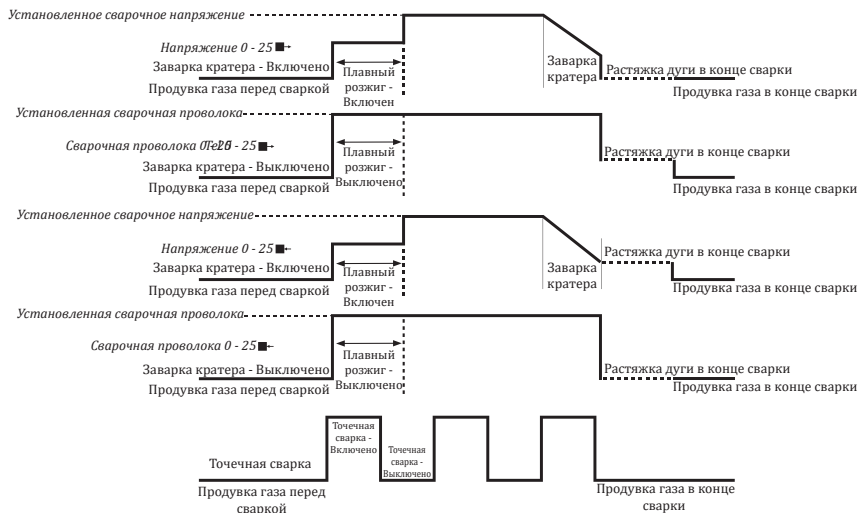 Установленное сварочное напряжение
Напряжение 0 - 25
Заварка кратера - Включено
Продувка газа перед сваркой
Плавный
розжиг -
Включен
Заварка
кратера
Растяжка дуги в конце сварки
Продувка газа в конце сварки
Установленная сварочная проволока
Сварочная проволока 0 - 25
Заварка кратера - Выключено
Продувка газа перед сваркой
Плавный
розжиг -
Выключено
Растяжка дуги в конце сварки
Продувка газа в конце сварки
Установленное сварочное напряжение
Напряжение 0 - 25
Заварка кратера - Включено
Продувка газа перед сваркой
Плавный
розжиг -
Включен
Заварка
кратера
Растяжка дуги в конце сварки
Продувка газа в конце сварки
Установленная сварочная проволока
Сварочная проволока 0 - 25
Заварка кратера - Выключено
Продувка газа перед сваркой
Плавный
розжиг -
Выключено
Растяжка дуги в конце сварки
Продувка газа в конце сварки
Точечная сварка
Продувка газа перед
сваркой
Точечная
сварка -
Включено
Точечная
сварка -
Выключено
Продувка газа в конце
сварки